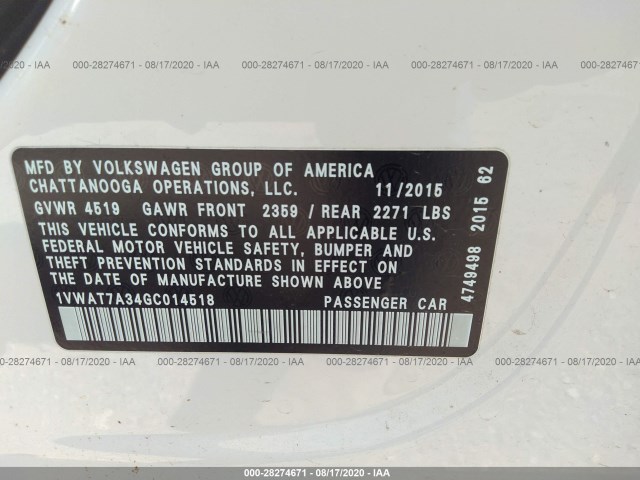 000-28274671 - 08/17/2020 - IAA
000-28274671 - 08/17/2020 - IAA
000-28274671 - 08/17/2020 - IAA
MFD BY VOLKSWAGEN GROUP OF AMERICA
CHATTANOOGA OPERATIONS, LLC. 11/2015
GVWR 4519 GAWR FRONT 2359 / REAR 2271 LBS
THIS VEHICLE CONFORMS TO ALL APPLICABLE U.S.
FEDERAL MOTOR VEHICLE SAFETY, BUMPER AND
THEFT PREVENTION STANDARDS IN EFFECT ON
THE DATE OF MANUFACTURE SHOWN ABOVE
1VWAT7A34GC014518 PASSENGER CAR
4749498 2015 62
000-28274671 - 08/17/2020 - IAA
000-28274671 - 08/17/2020 - IAA
000-28274671 - 08/17/2020 - IAA
000-28274671 - 08/17/2020 - IAA